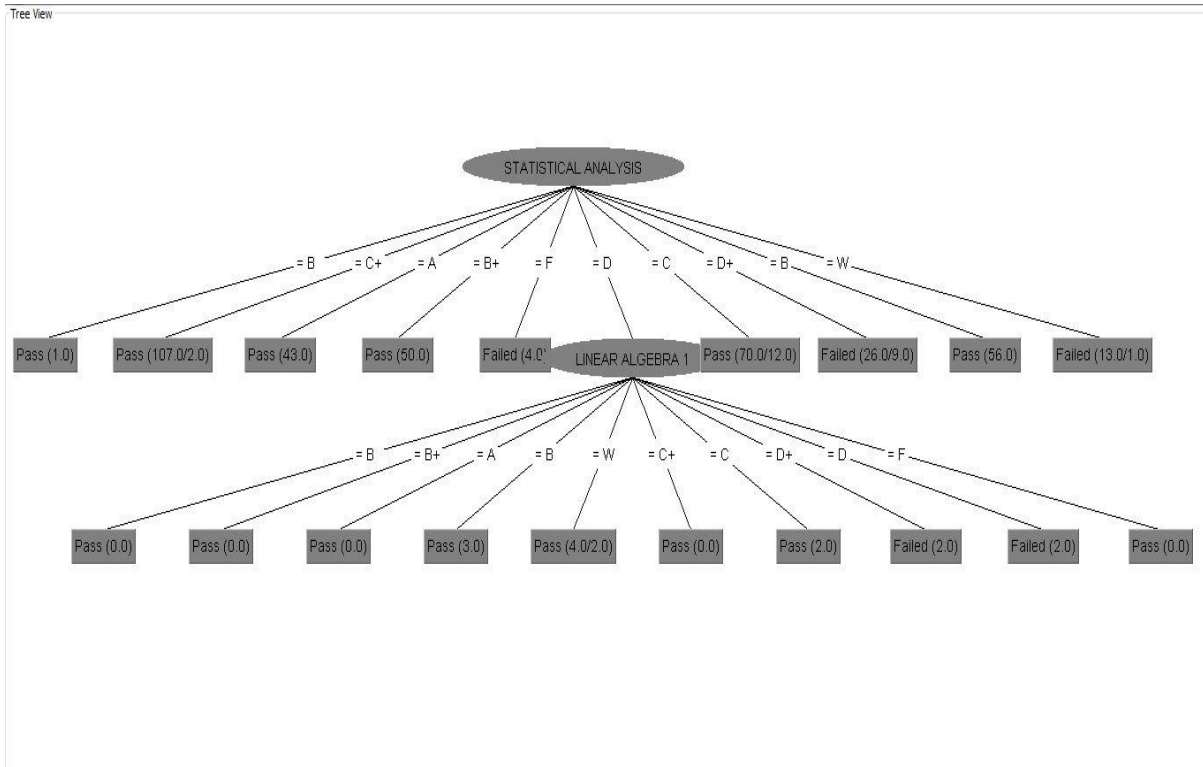 Tree View
STATISTICAL ANALYSIS
= B = C+ = A = B+ = F = D = C = D+ = B = W
Pass (1.0) Pass (107.0/2.0) Pass (43.0) Pass (50.0) Failed (4.0) LINEAR ALGEBRA 1 Pass (70.0/12.0) Failed (26.0/9.0) Pass (56.0) Failed (13.0/1.0)
= B = B+ = A = B = W = C+ = C = D+ = D = F
Pass (0.0) Pass (0.0) Pass (0.0) Pass (3.0) Pass (4.0/2.0) Pass (0.0) Pass (2.0) Failed (2.0) Failed (2.0) Pass (0.0)